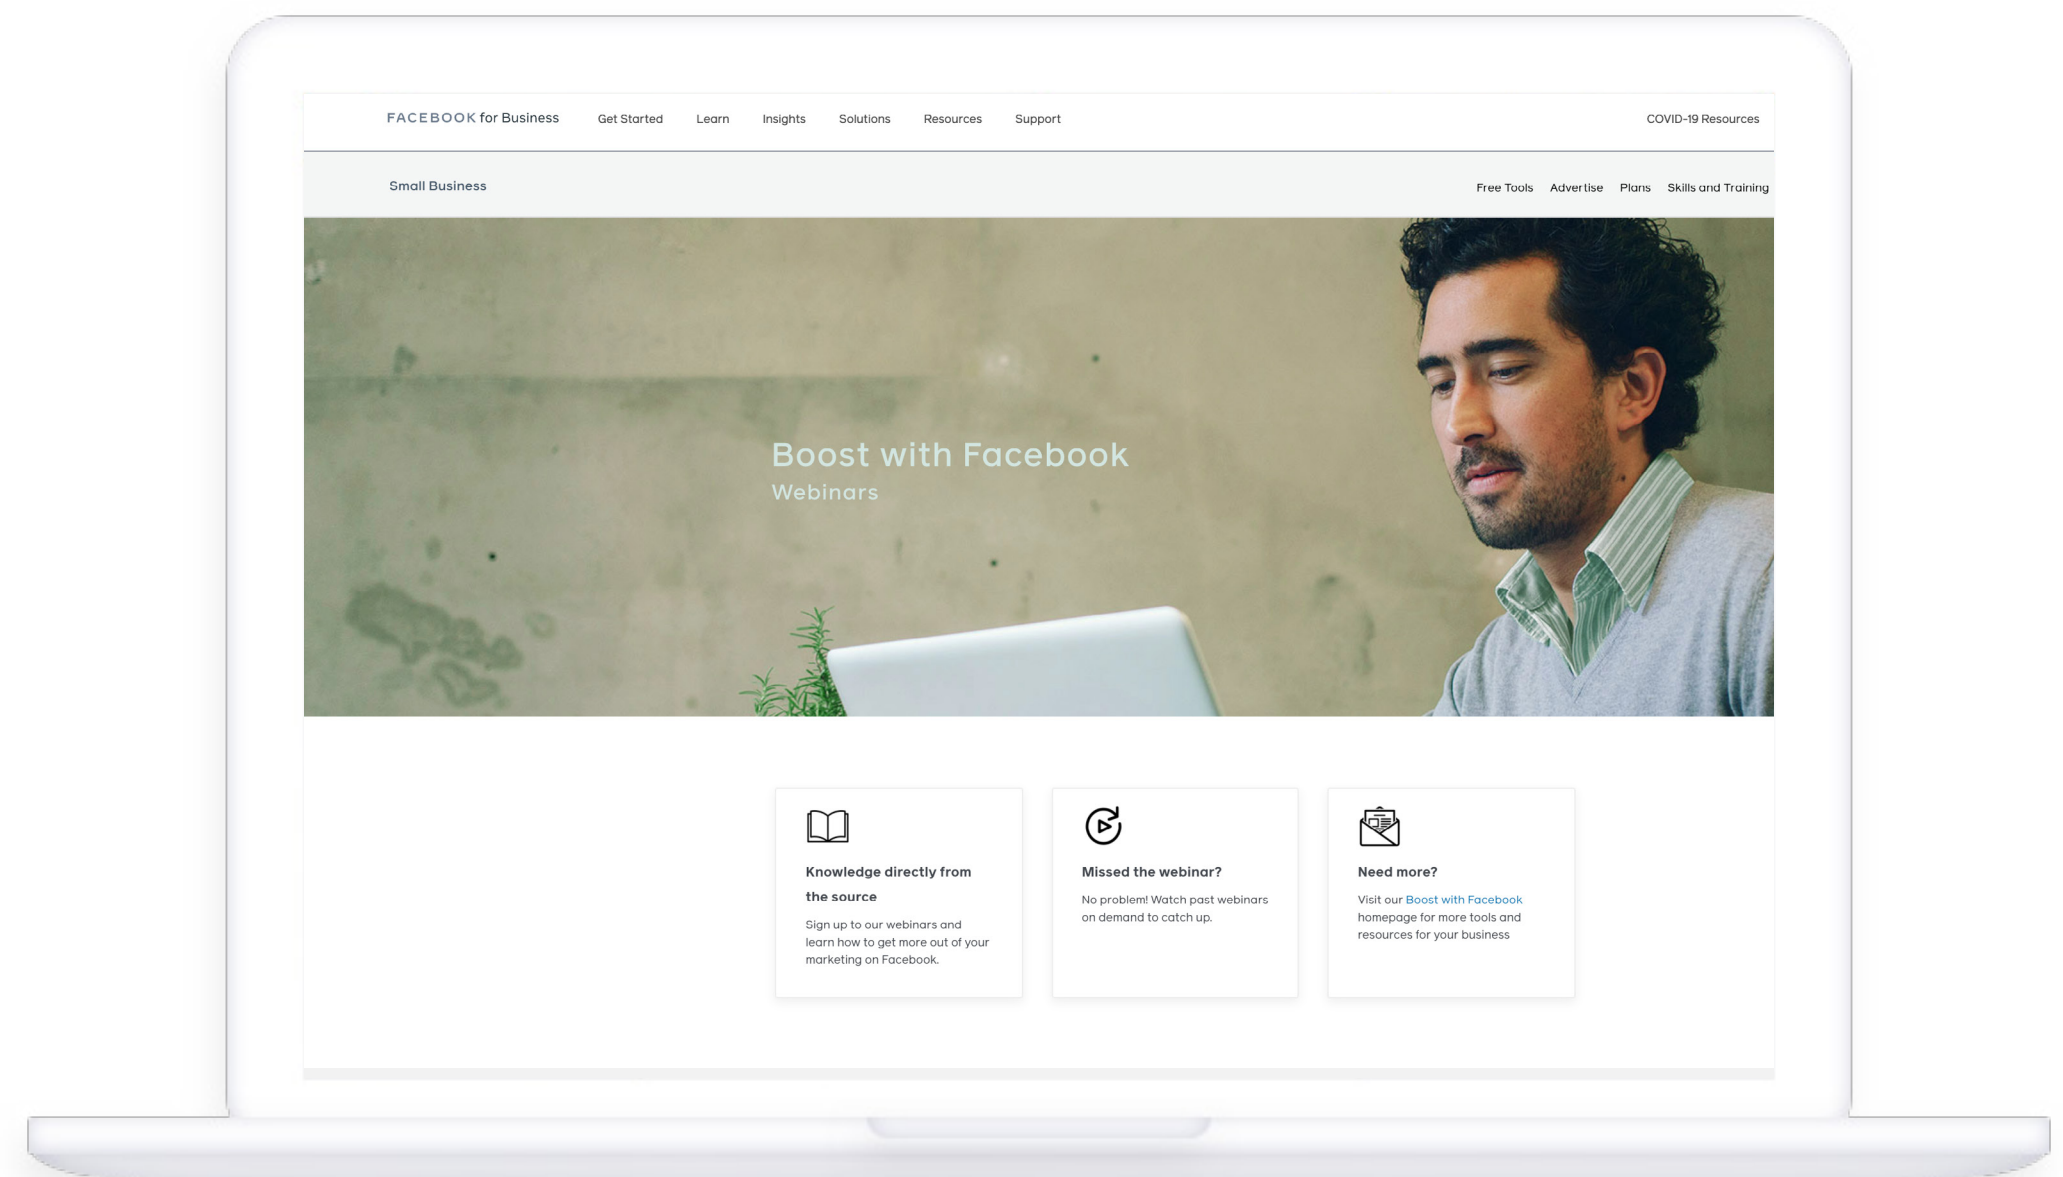 FACEBOOK for Business Get Started Learn Insights Solutions Resources Support COVID-19 Resources
Small Business Free Tools Advertise Plans Skills and Training
Boost with Facebook
Webinars
Knowledge directly from
the source
Sign up to our webinars and
learn how to get more out of your
marketing on Facebook.
Missed the webinar?
No problem! Watch past webinars
on demand to catch up.
Need more?
Visit our Boost with Facebook
homepage for more tools and
resources for your business